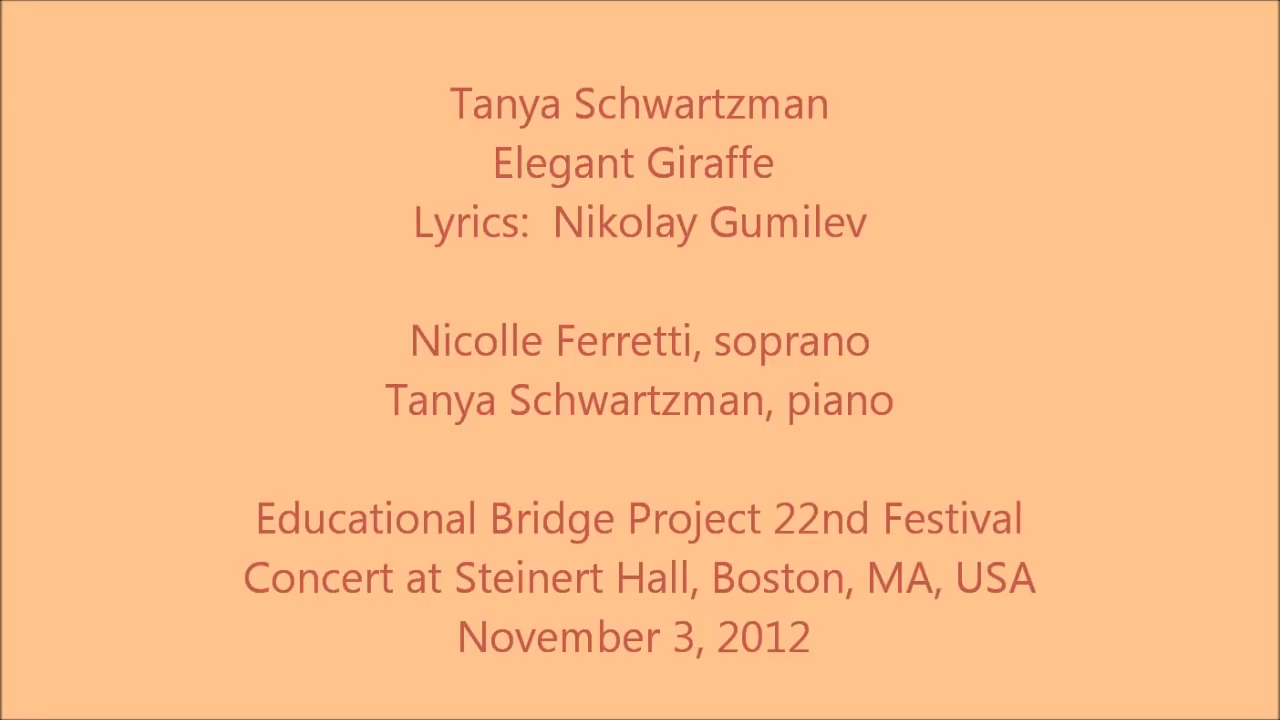 Tanya Schwartzman
Elegant Giraffe
Lyrics:  Nikolay Gumilev
Nicolle Ferretti, soprano
Tanya Schwartzman, piano
Educational Bridge Project 22nd Festival
Concert at Steinert Hall, Boston, MA, USA
November 3, 2012